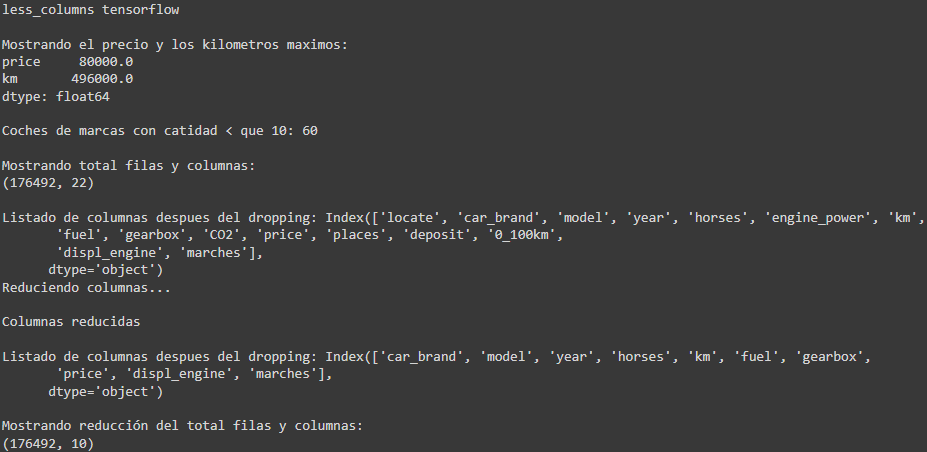 less_columns tensorflow
Mostrando el precio y los kilometros maximos:
price     80000.0
km       496000.0
dtype: float64
Coches de marcas con catidad < que 10: 60
Mostrando total filas y columnas:
(176492, 22)
Listado de columnas despues del dropping: Index(['locate', 'car_brand', 'model', 'year', 'horses', 'engine_power', 'km',
       'fuel', 'gearbox', 'CO2', 'price', 'places', 'deposit', '0_100km',
       'displ_engine', 'marches'],
      dtype='object')
Reduciendo columnas...
Columnas reducidas
Listado de columnas despues del dropping: Index(['car_brand', 'model', 'year', 'horses', 'km', 'fuel', 'gearbox',
       'price', 'displ_engine', 'marches'],
      dtype='object')
Mostrando reducción del total filas y columnas:
(176492, 10)